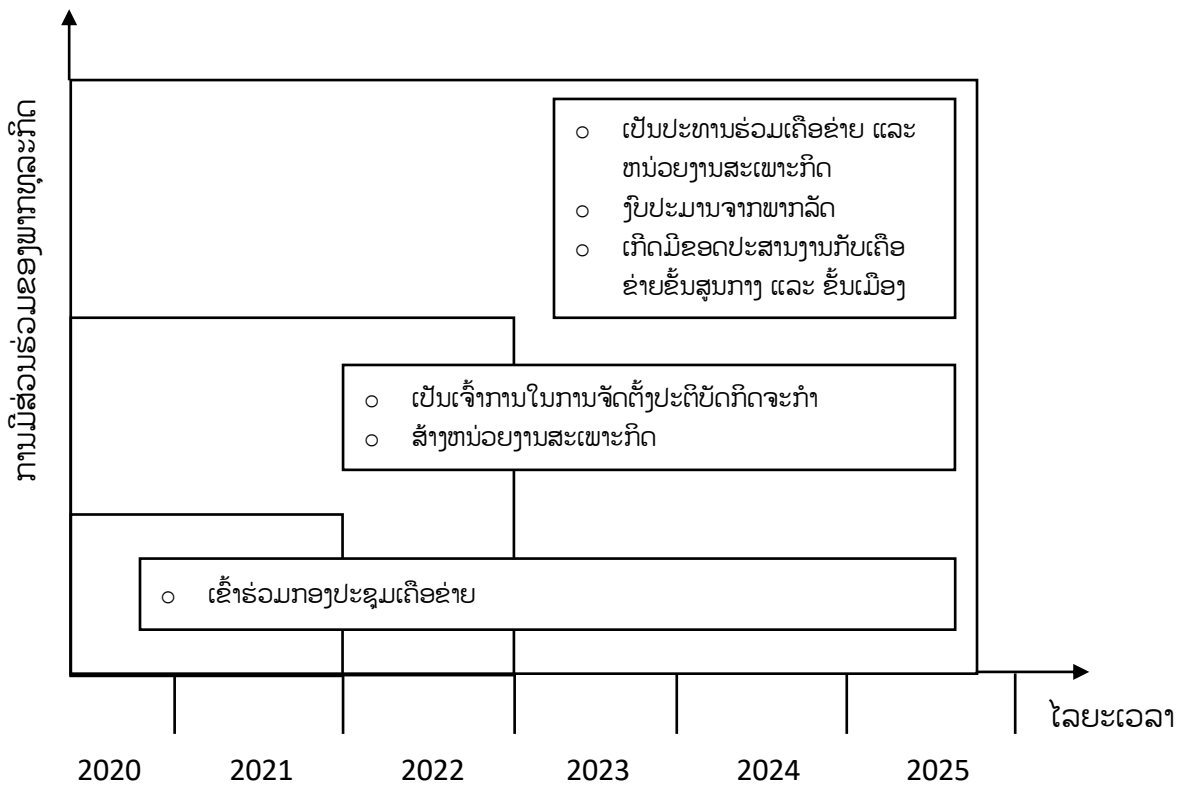 ການມີສ່ວນຮ່ວມຂອງພາກທຸລະກິດ
○ ເປັນປະທານຮ່ວມເຄືອຂ່າຍ ແລະ
ຫນ່ວຍງານສະເພາະກິດ
○ ງົບປະມານຈາກພາກລັດ
○ ເກີດມີຂອດປະສານງານກັບເຄືອ
ຂ່າຍຂັ້ນສູນກາງ ແລະ ຂັ້ນເມືອງ
○ ເປັນເຈົ້າການໃນການຈັດຕັ້ງປະຕິບັດກິດຈະກຳ
○ ສ້າງຫນ່ວຍງານສະເພາະກິດ
○ ເຂົ້າຮ່ວມກອງປະຊຸມເຄືອຂ່າຍ
ໄລຍະເວລາ
2020 2021 2022 2023 2024 2025